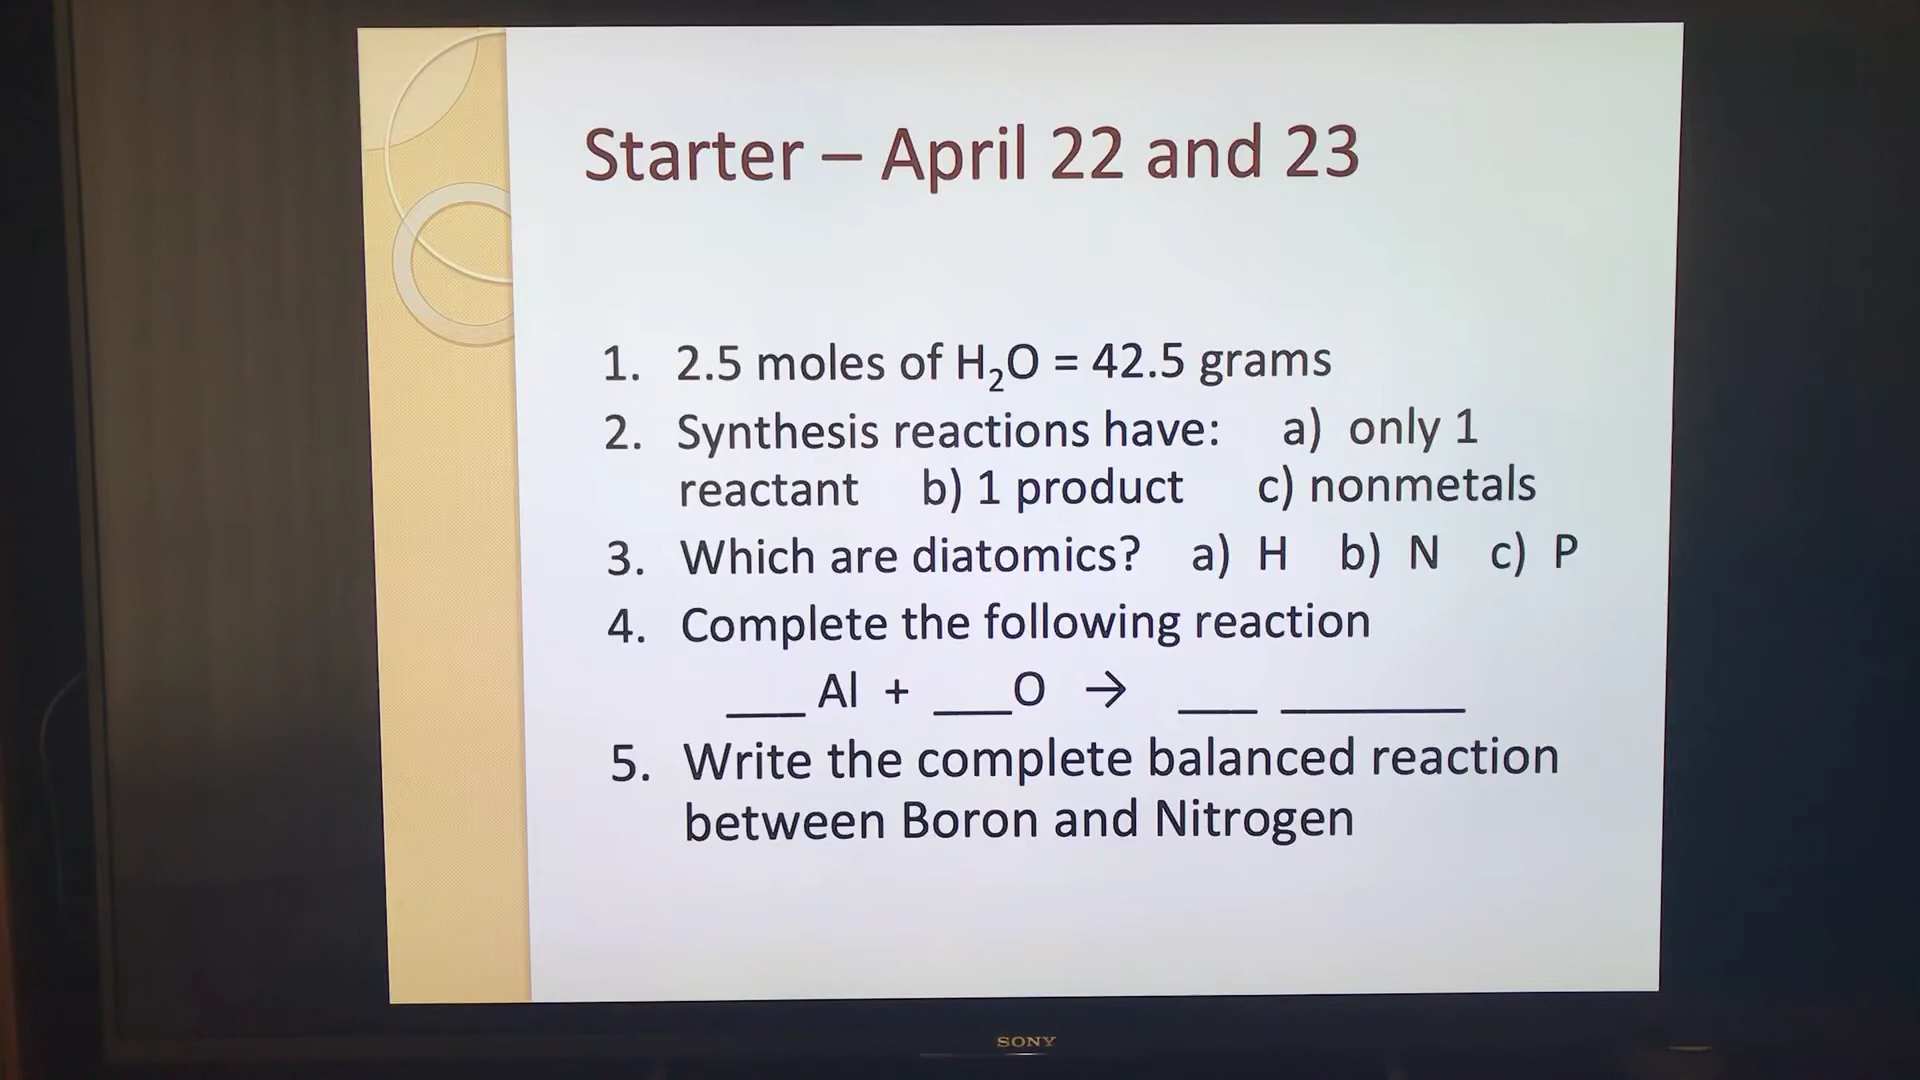 Starter – April 22 and 23
1. 2.5 moles of H₂O = 42.5 grams
2. Synthesis reactions have: a) only 1
reactant b) 1 product c) nonmetals
3. Which are diatomics? a) H b) N c) P
4. Complete the following reaction
___ Al + ___O → ___ _______
5. Write the complete balanced reaction
between Boron and Nitrogen
SONY